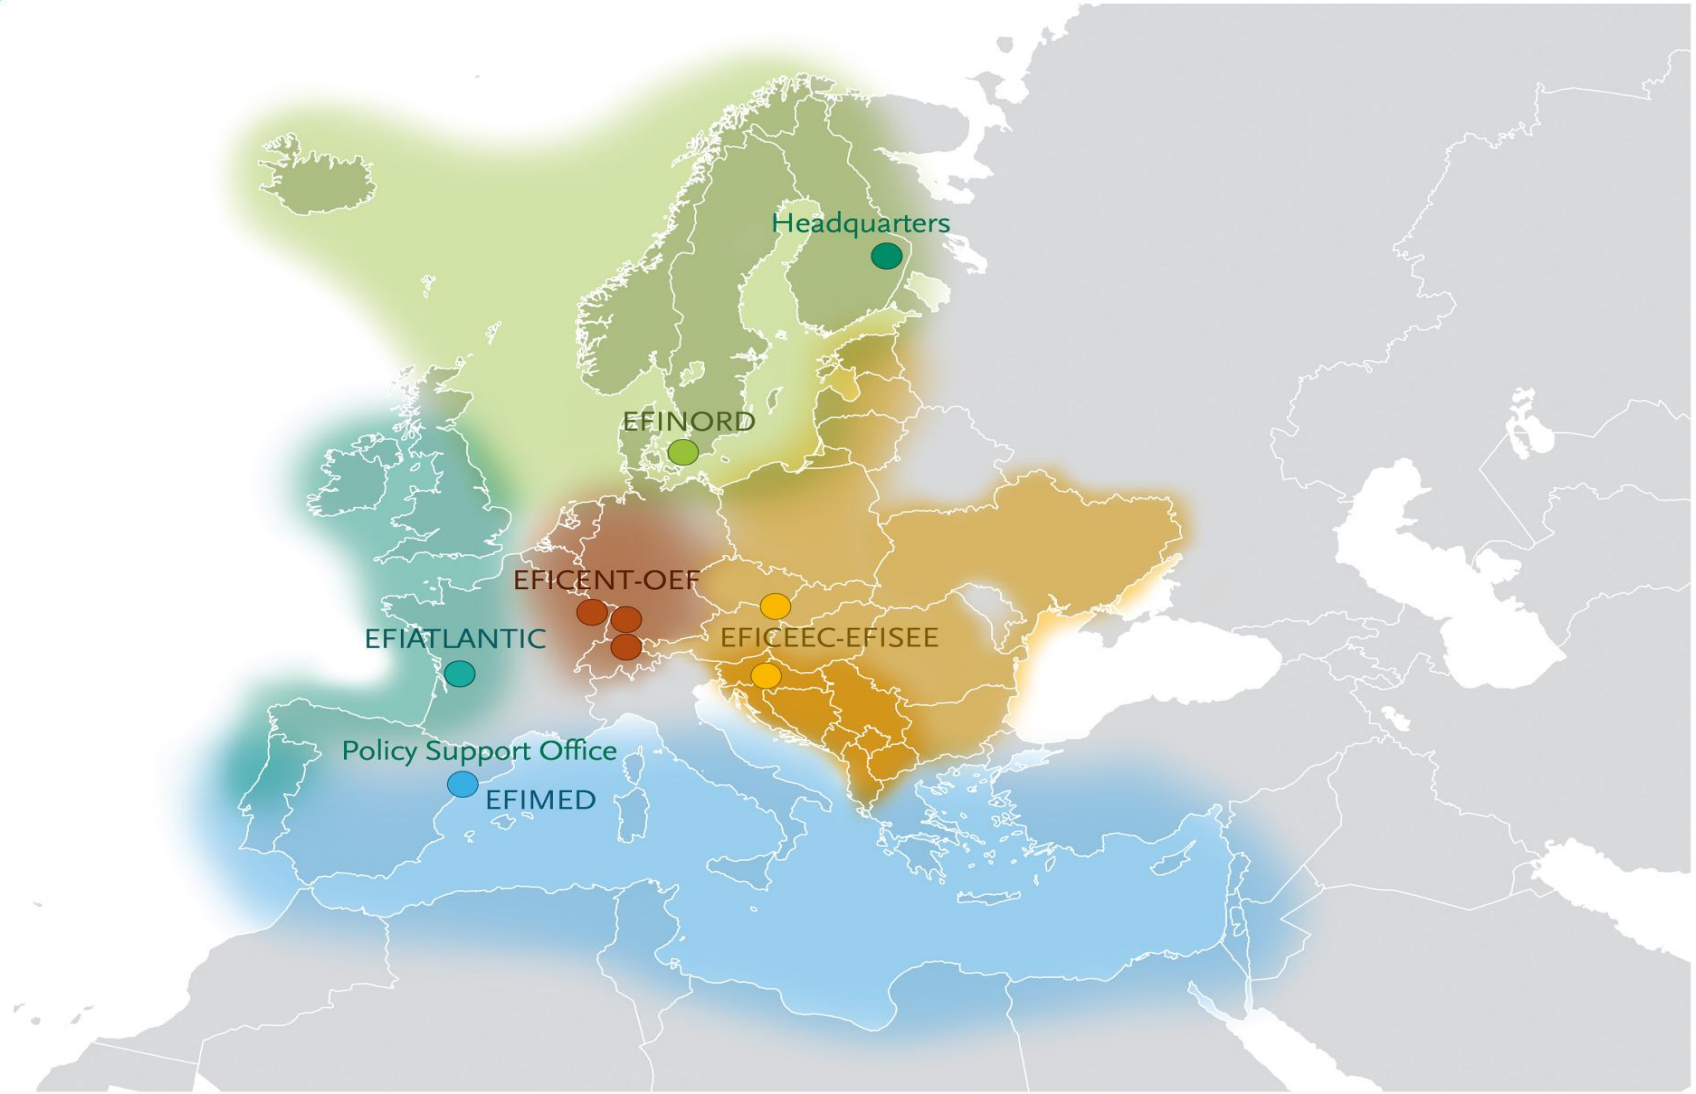 Headquarters
EFINORD
EFICENT-OEF
EFIATLANTIC
EFICEEC-EFISEE
Policy Support Office
EFIMED